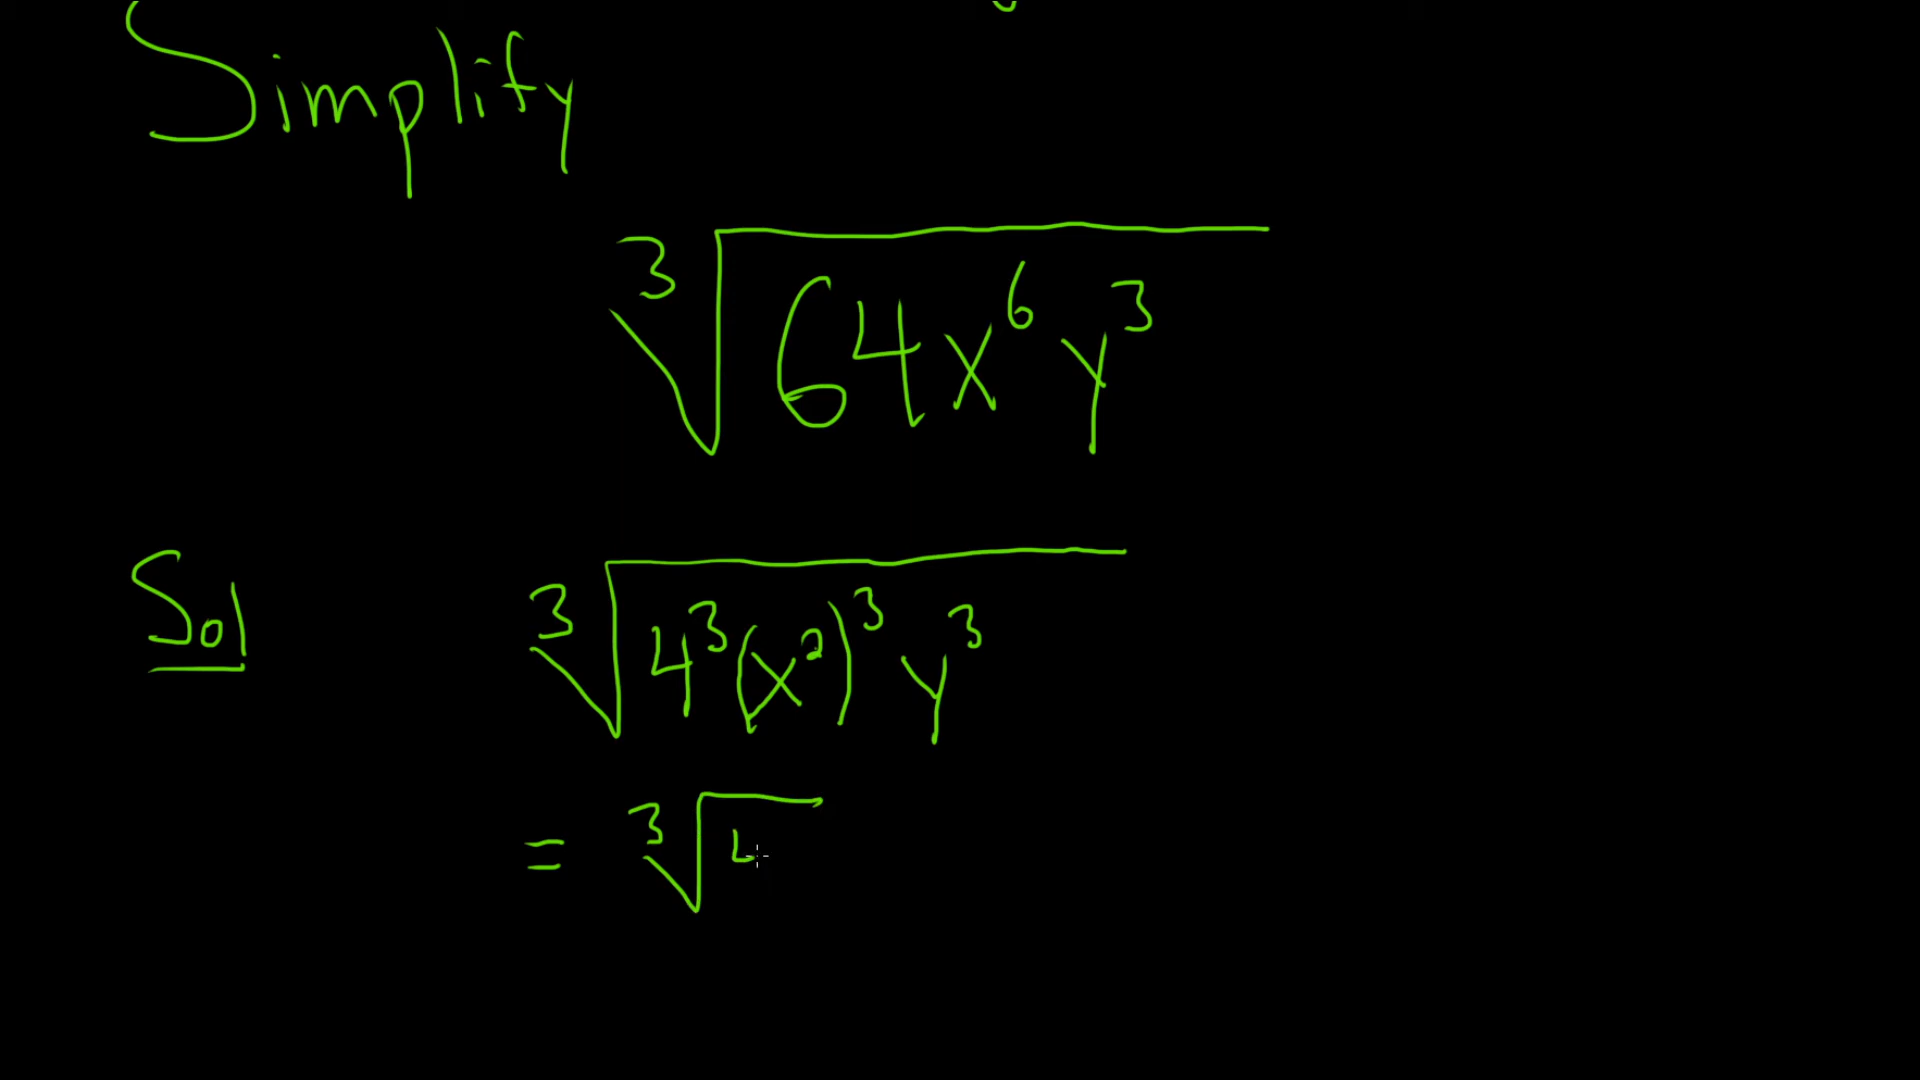 Simplify
∛(64x⁶y³)
Sol ∛(4³(x²)³y³)
= ∛4